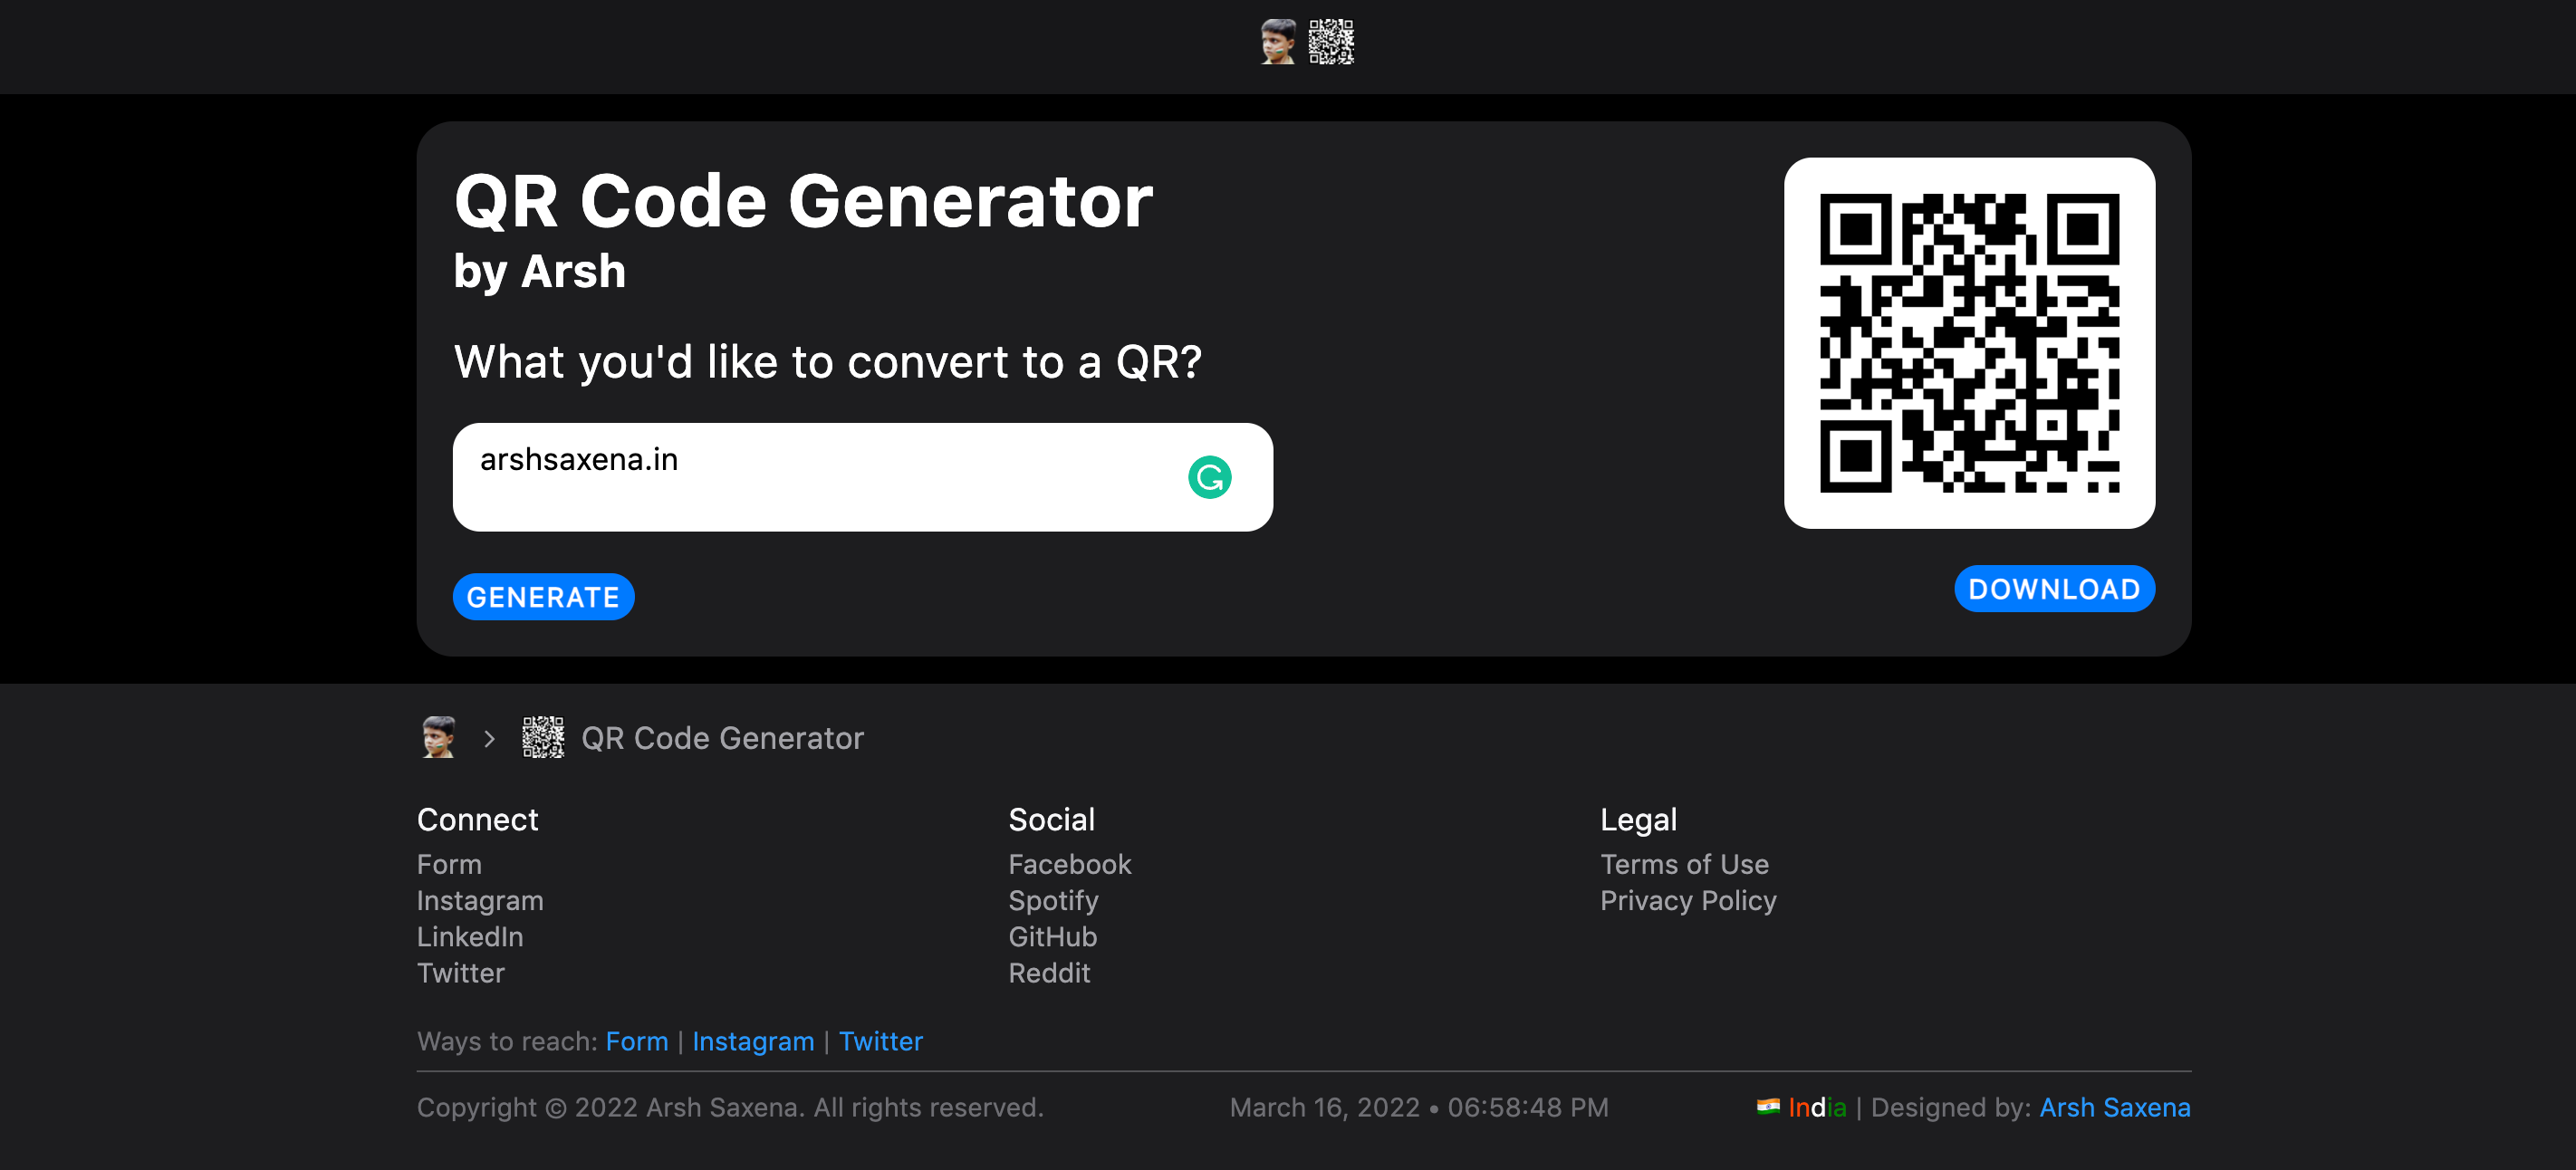 QR Code Generator
by Arsh
What you'd like to convert to a QR?
arshsaxena.in
GENERATE
DOWNLOAD
QR Code Generator
Connect
Form
Instagram
LinkedIn
Twitter
Social
Facebook
Spotify
GitHub
Reddit
Legal
Terms of Use
Privacy Policy
Ways to reach: Form | Instagram | Twitter
Copyright © 2022 Arsh Saxena. All rights reserved.
March 16, 2022 • 06:58:48 PM
🇮🇳 India | Designed by: Arsh Saxena